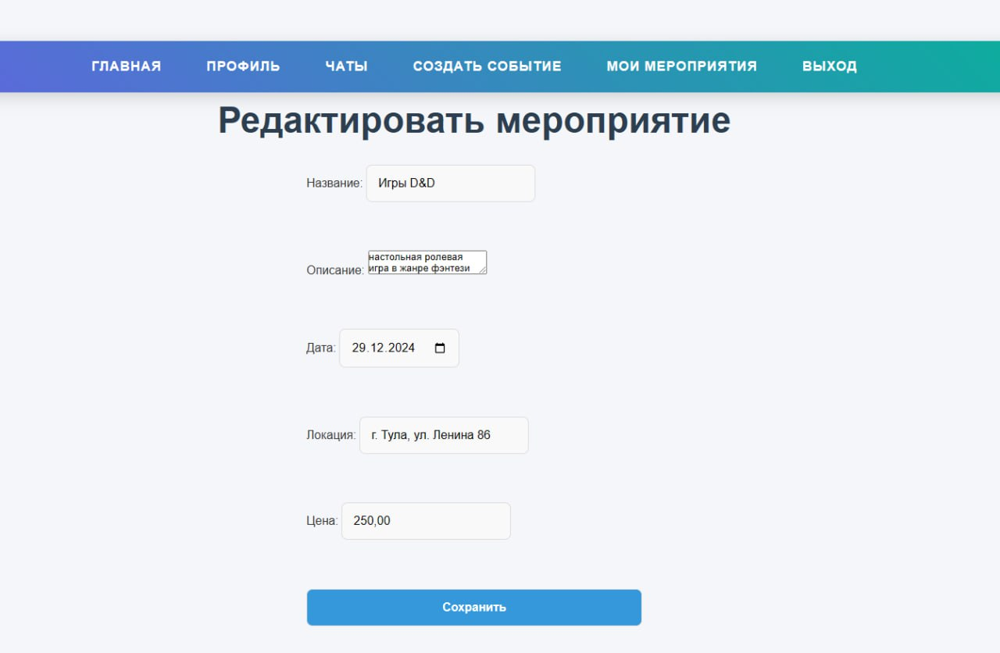 ГЛАВНАЯ ПРОФИЛЬ ЧАТЫ СОЗДАТЬ СОБЫТИЕ МОИ МЕРОПРИЯТИЯ ВЫХОД
Редактировать мероприятие
Название: Игры D&D
Описание: настольная ролевая
игра в жанре фэнтези
Дата: 29.12.2024
Локация: г. Тула, ул. Ленина 86
Цена: 250,00
Сохранить